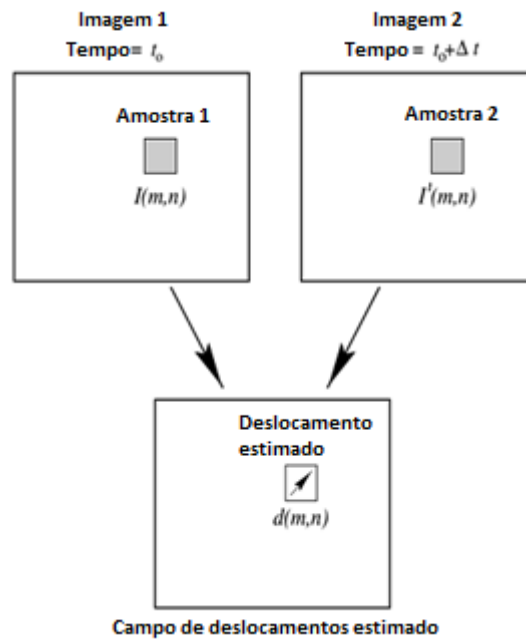 Imagem 1
Tempo= t₀
Imagem 2
Tempo = t₀+Δ t
Amostra 1
I(m,n)
Amostra 2
I'(m,n)
Deslocamento
estimado
d(m,n)
Campo de deslocamentos estimado